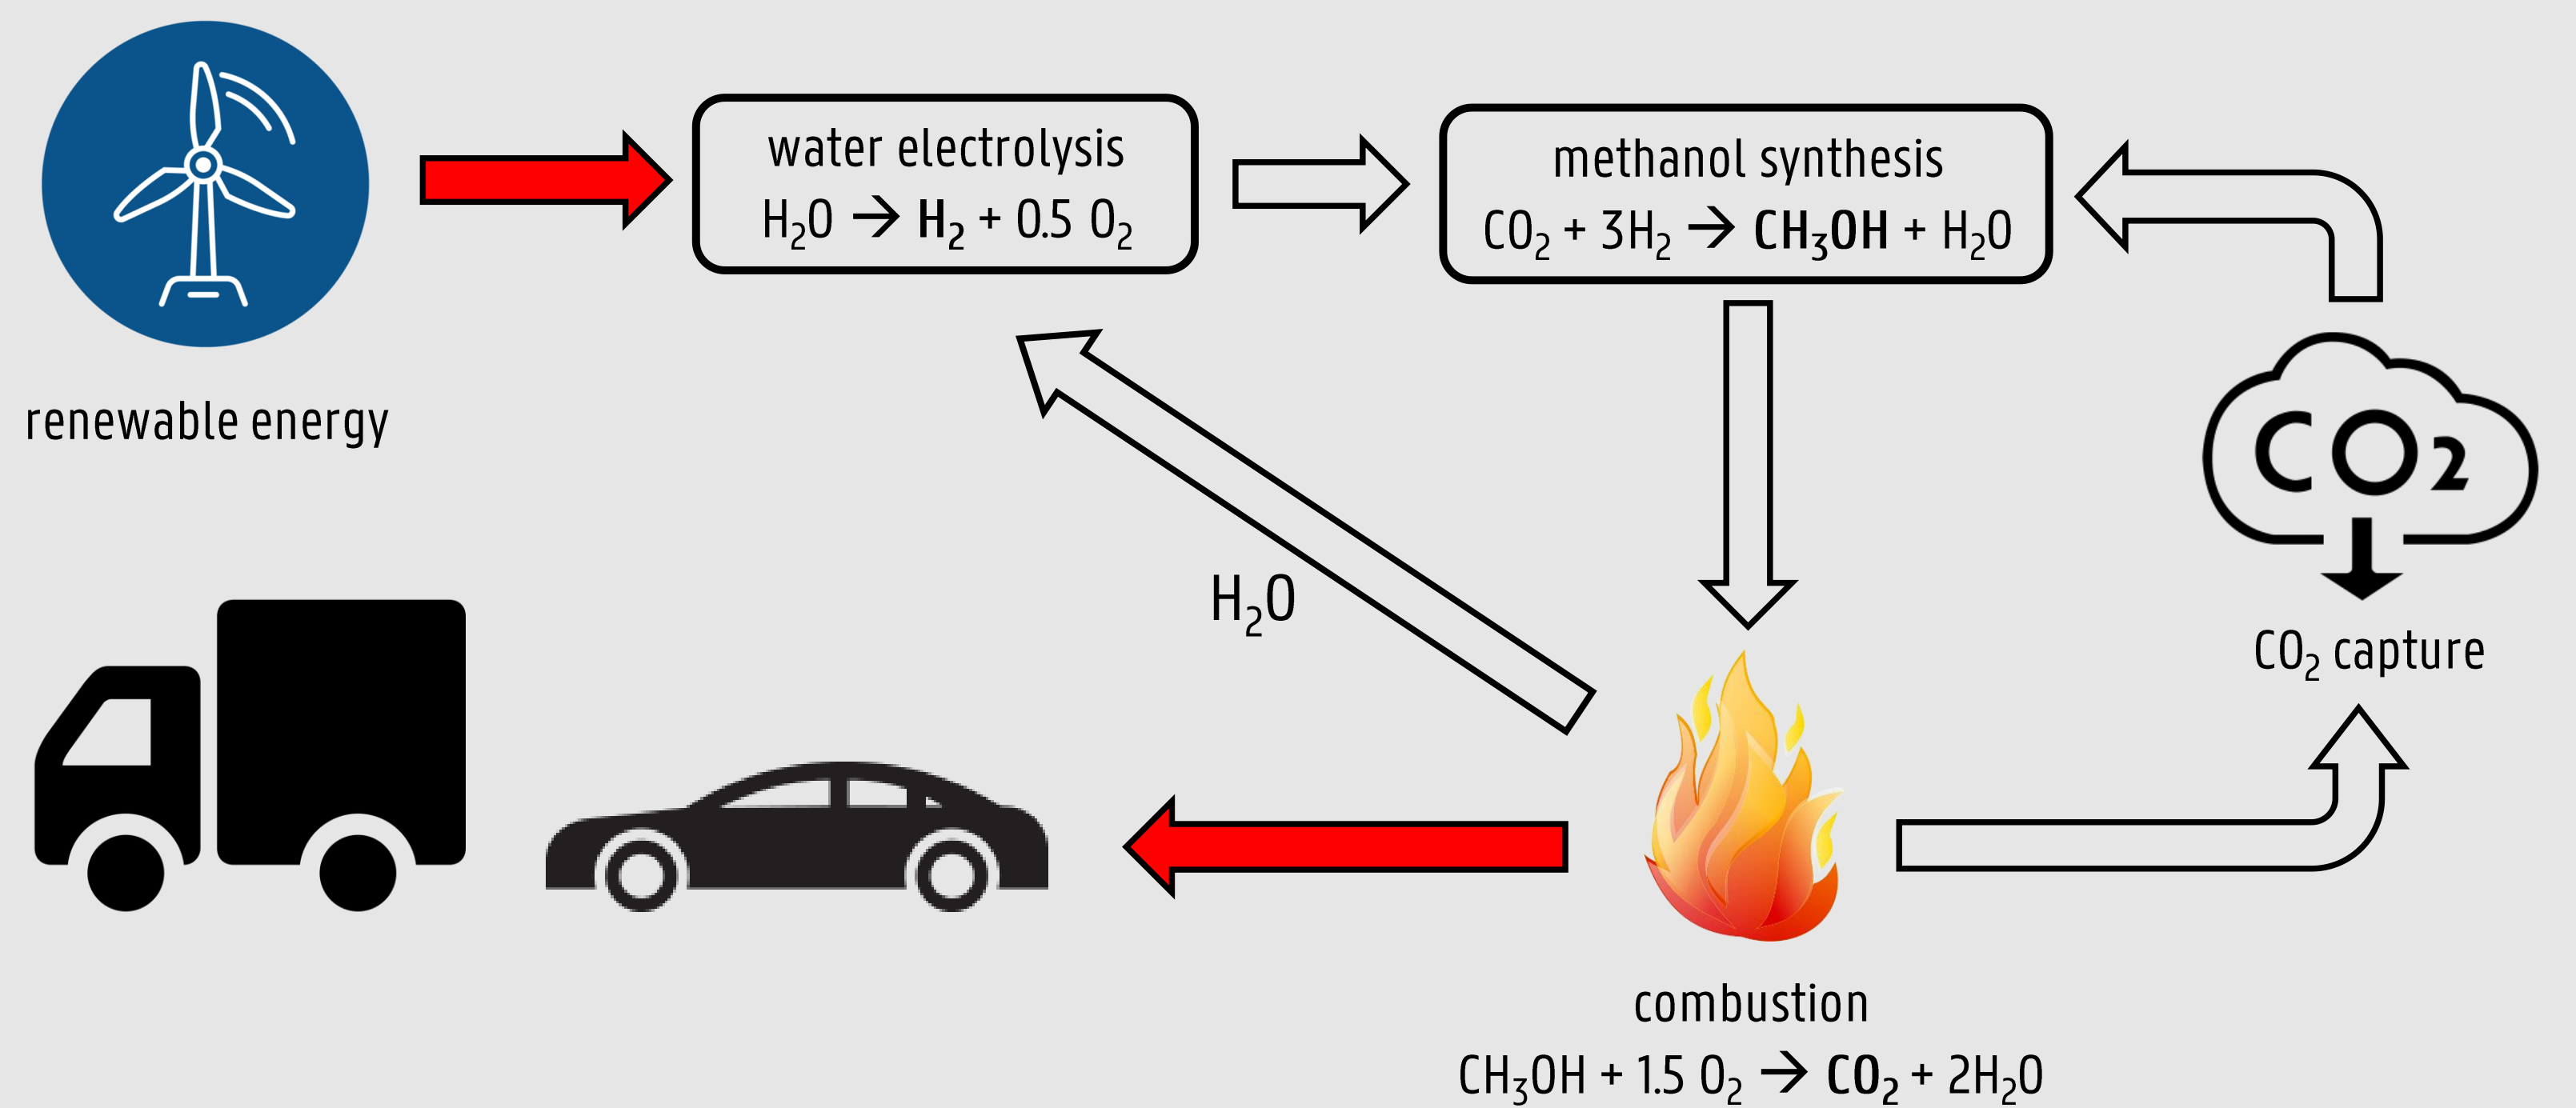 water electrolysis
H₂O → H₂ + 0.5 O₂
methanol synthesis
CO₂ + 3H₂ → CH₃OH + H₂O
renewable energy
CO₂
H₂O
CO₂ capture
combustion
CH₃OH + 1.5 O₂ → CO₂ + 2H₂O